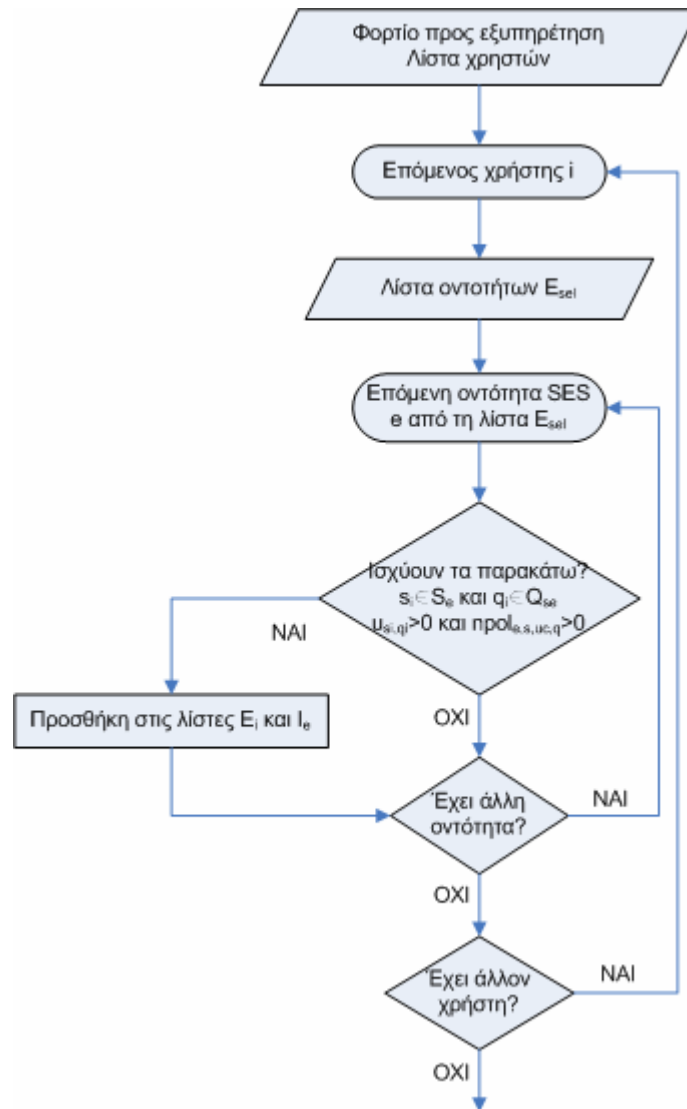 Φορτίο προς εξυπηρέτηση
Λίστα χρηστών
Επόμενος χρήστης i
Λίστα οντοτήτων E_sel
Επόμενη οντότητα SES
e από τη λίστα E_sel
Ισχύουν τα παρακάτω?
s_i∈S_e και q_i∈Q_se
μ_si,qi>0 και npol_e,s,uc,q>0
ΝΑΙ
Προσθήκη στις λίστες E_i και I_e
ΟΧΙ
Έχει άλλη
οντότητα?
ΝΑΙ
ΟΧΙ
Έχει άλλον
χρήστη?
ΝΑΙ
ΟΧΙ